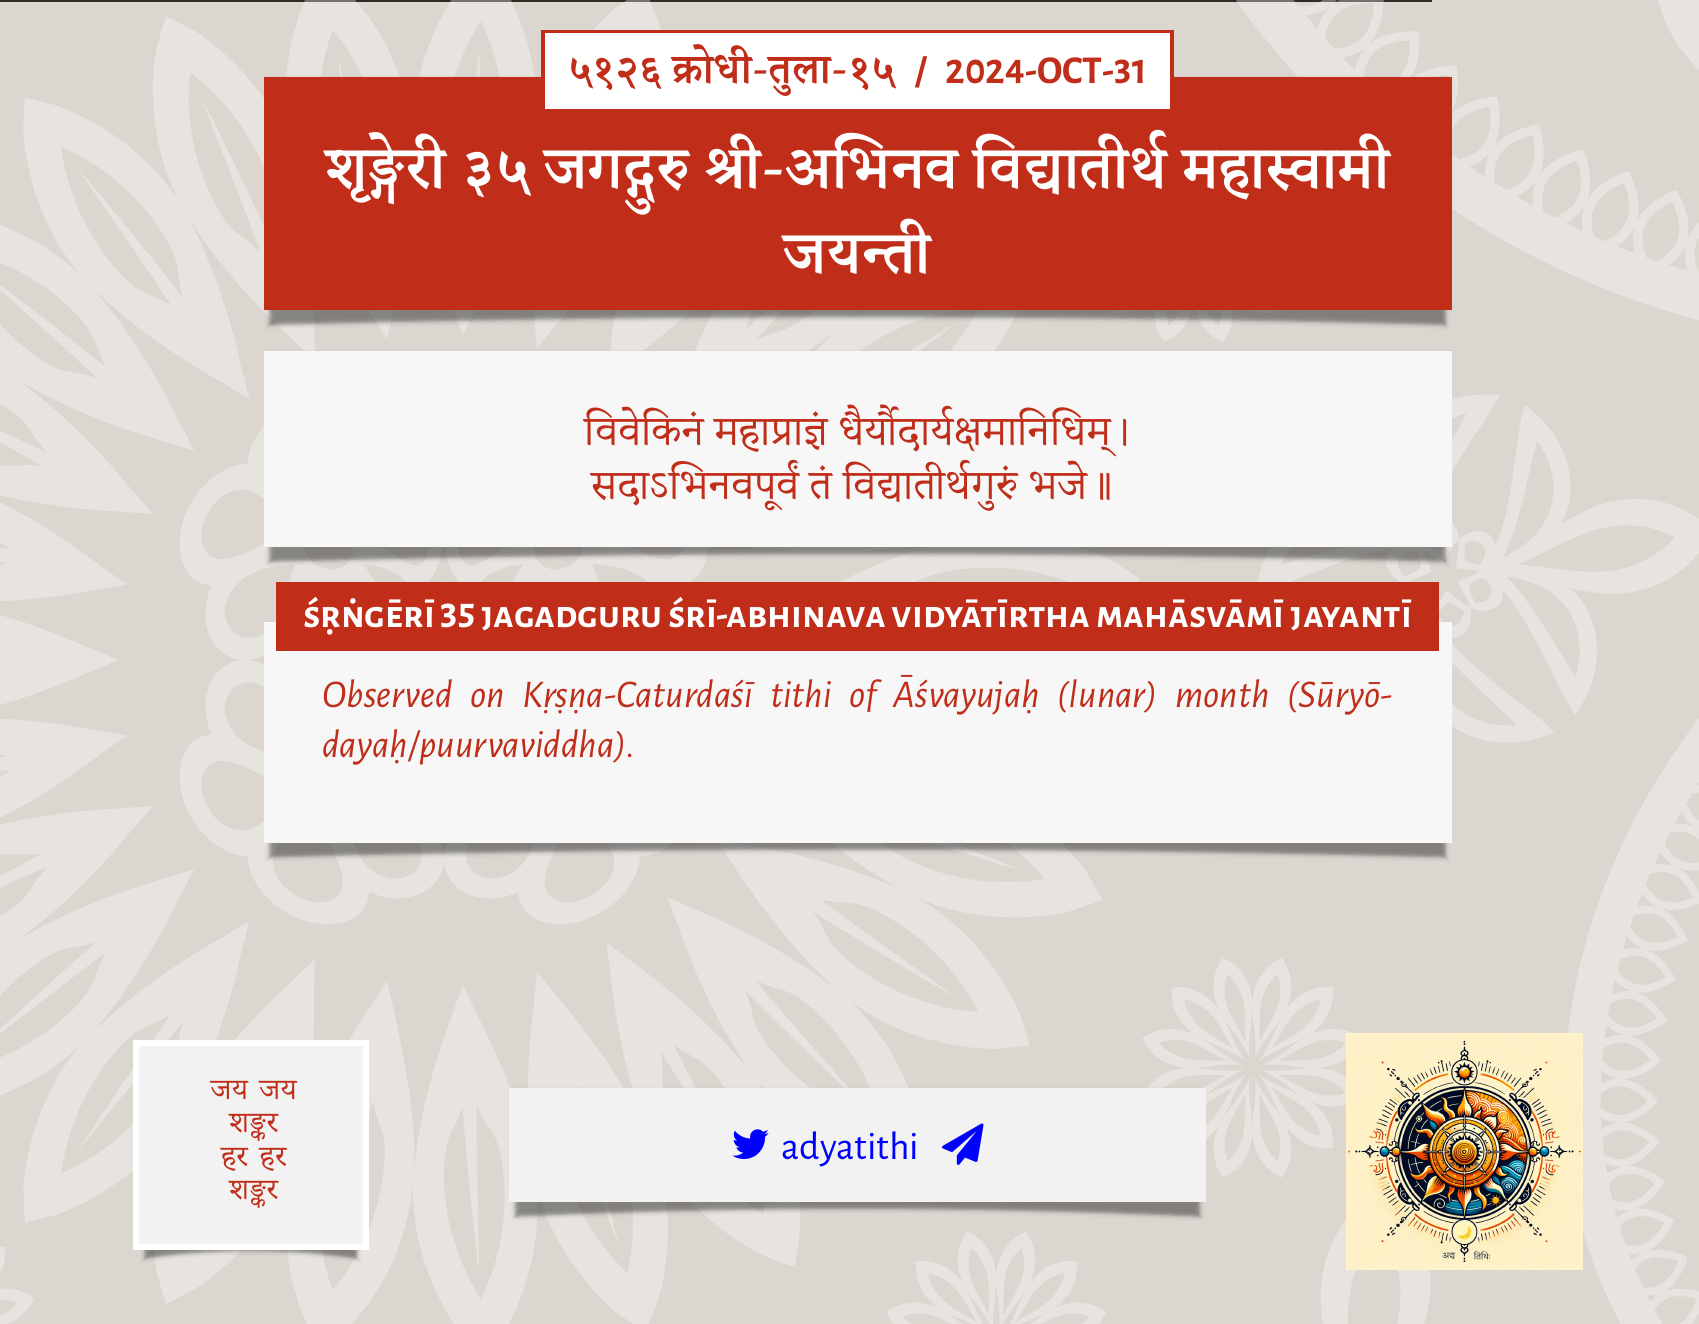 ५१२६ क्रोधी-तुला-१५ / 2024-OCT-31
शृङ्गेरी ३५ जगद्गुरु श्री-अभिनव विद्यातीर्थ महास्वामी
जयन्ती
विवेकिनं महाप्राज्ञं धैर्यौदार्यक्षमानिधिम्।
सदाऽभिनवपूर्वं तं विद्यातीर्थगुरुं भजे॥
ŚṚṄGĒRĪ 35 JAGADGURU ŚRĪ-ABHINAVA VIDYĀTĪRTHA MAHĀSVĀMĪ JAYANTĪ
Observed on Kṛṣṇa-Caturdaśī tithi of Āśvayujaḥ (lunar) month (Sūryō-
dayaḥ/puurvaviddha).
जय जय
शङ्कर
हर हर
शङ्कर
adyatithi
अद्य तिथिः